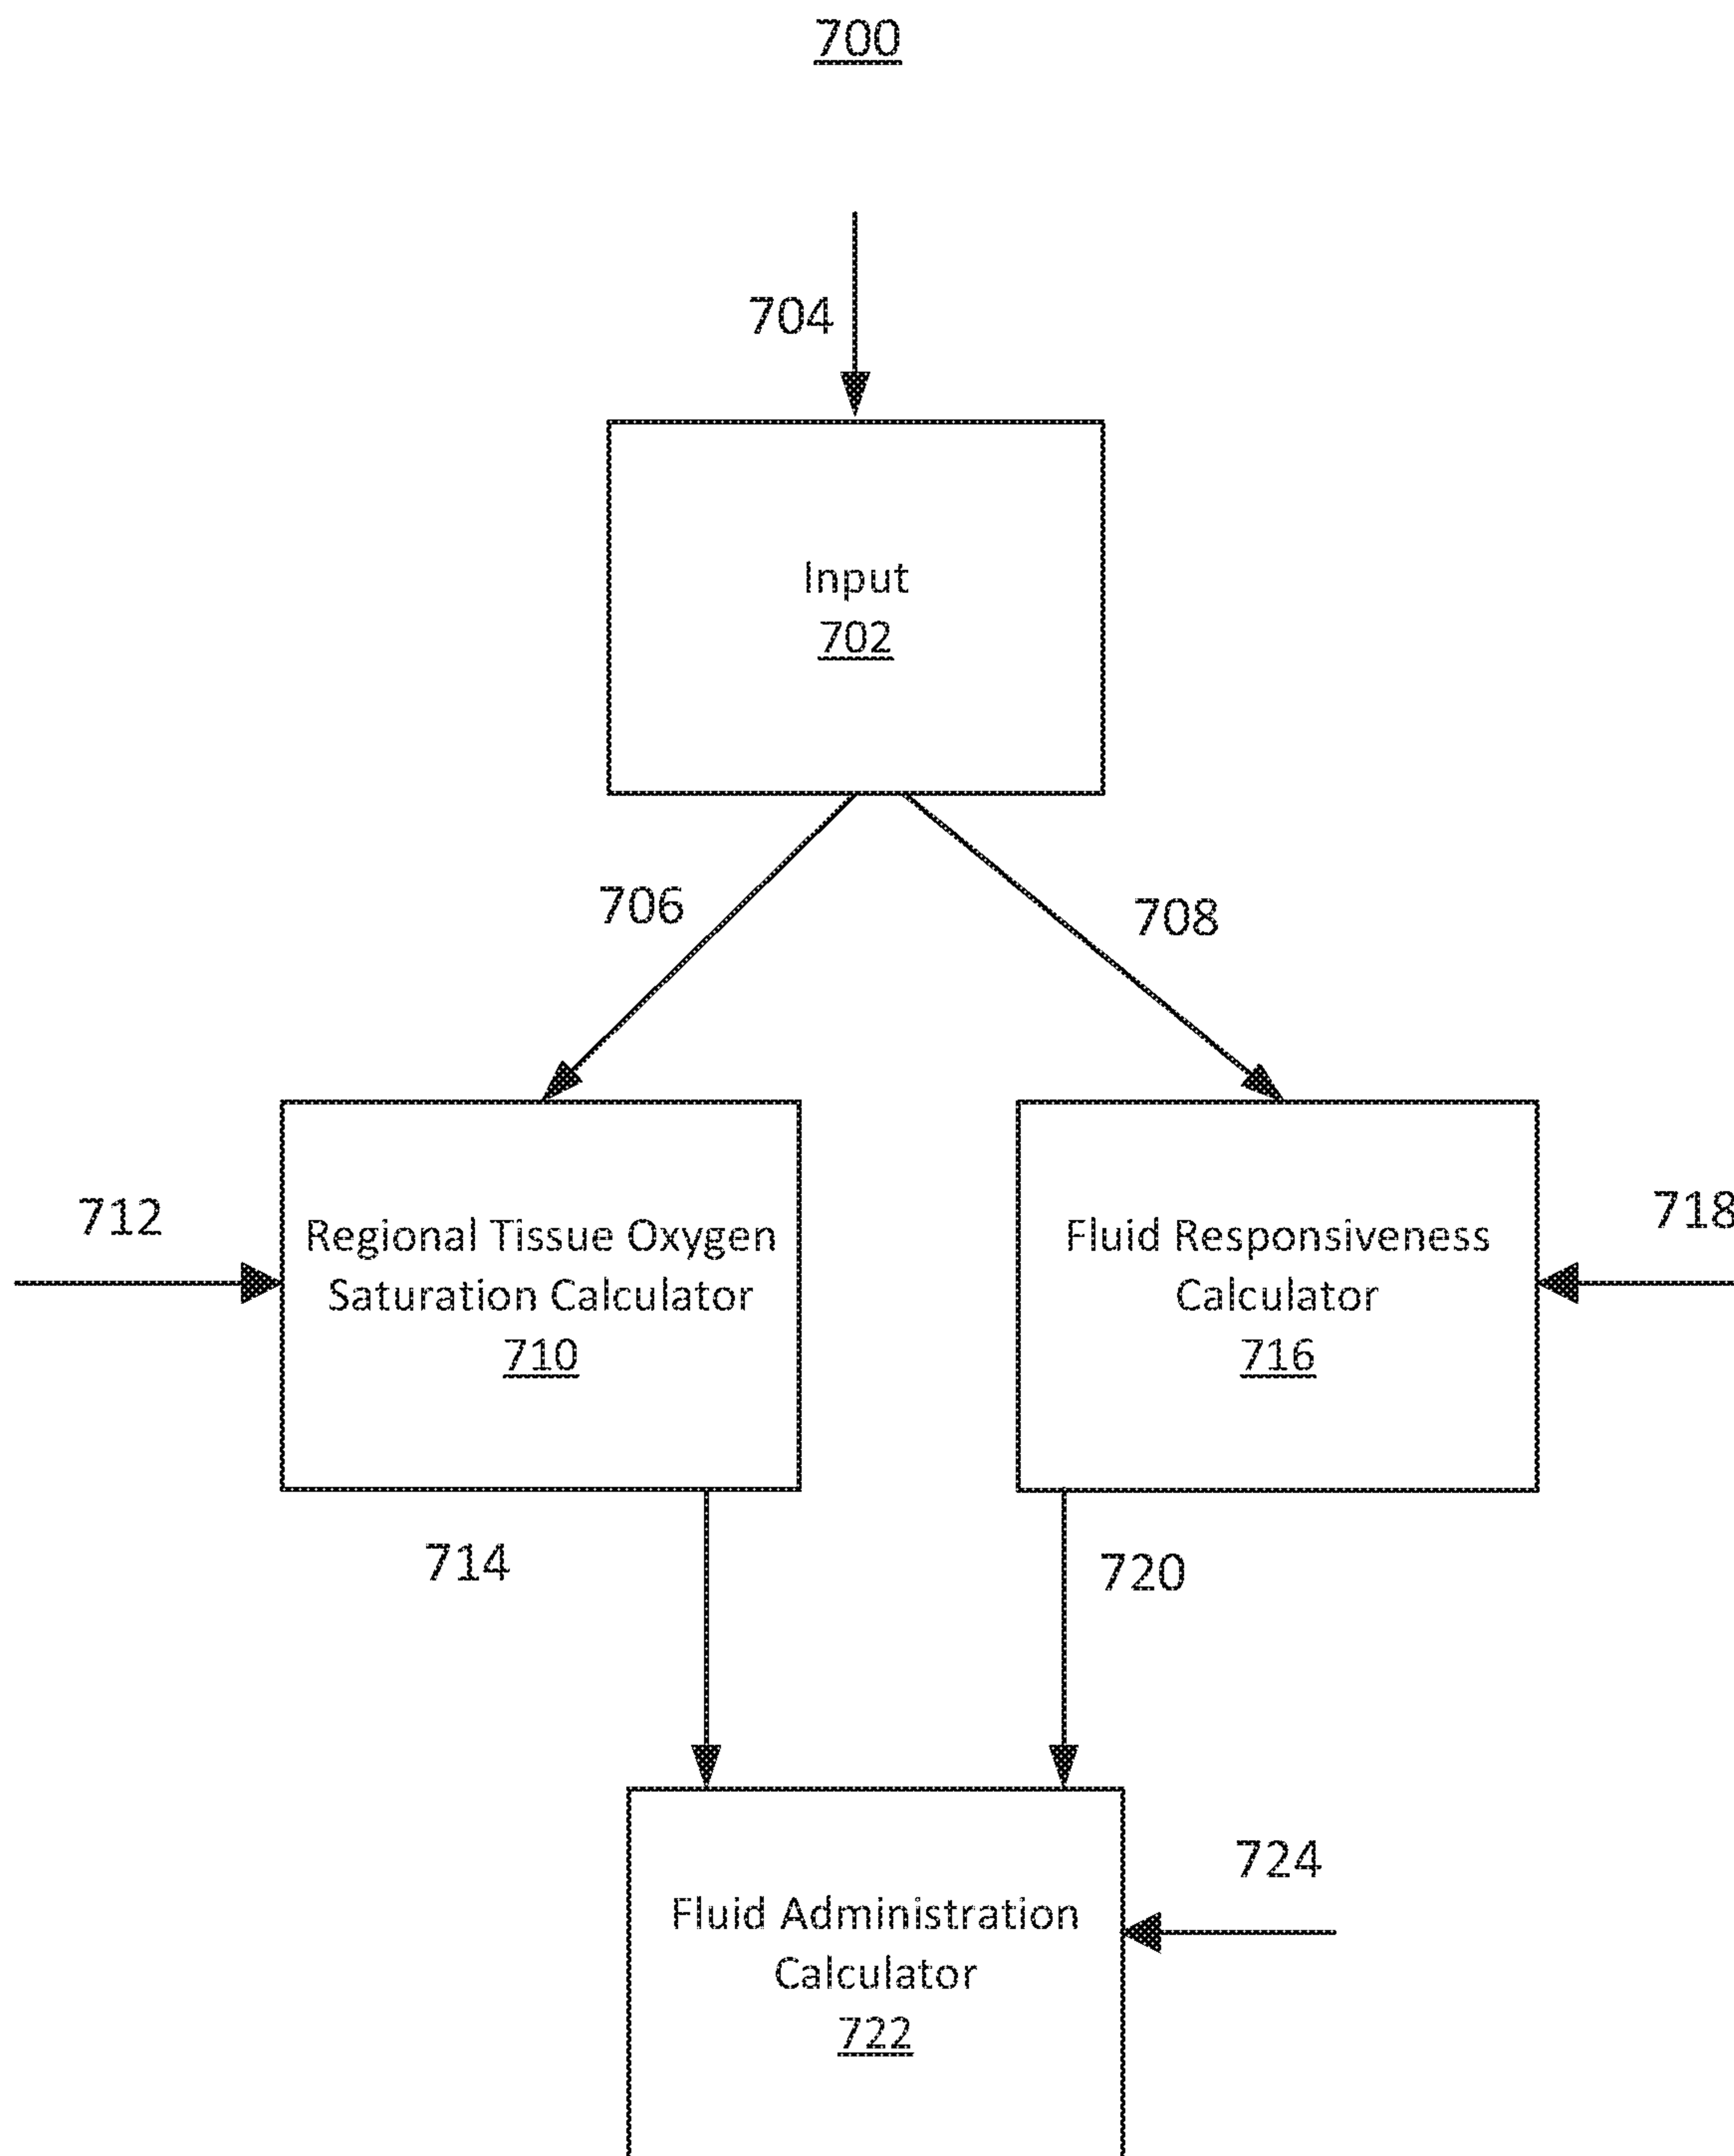 700
704
Input
702
706
708
712
Regional Tissue Oxygen
Saturation Calculator
710
Fluid Responsiveness
Calculator
716
718
714
720
Fluid Administration
Calculator
722
724